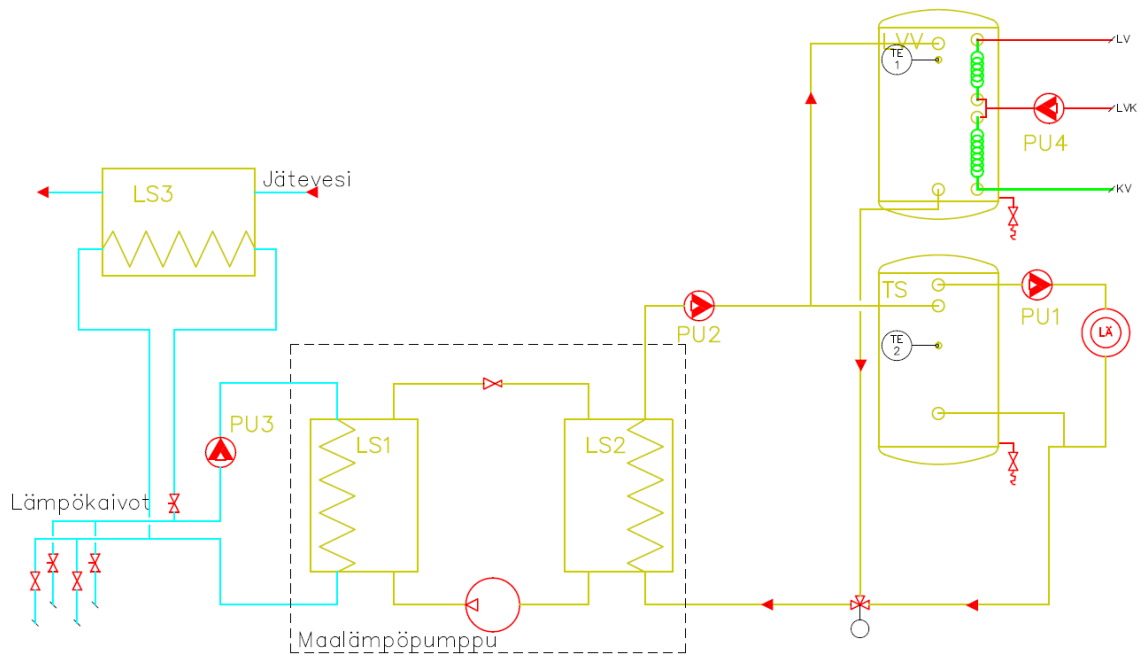 LVV
LV
TE
1
LVK
PU4
KV
LS3
Jätevesi
TS
PU1
LÄ
TE
2
PU2
PU3
LS1
LS2
Lämpökaivot
Maalämpöpumppu